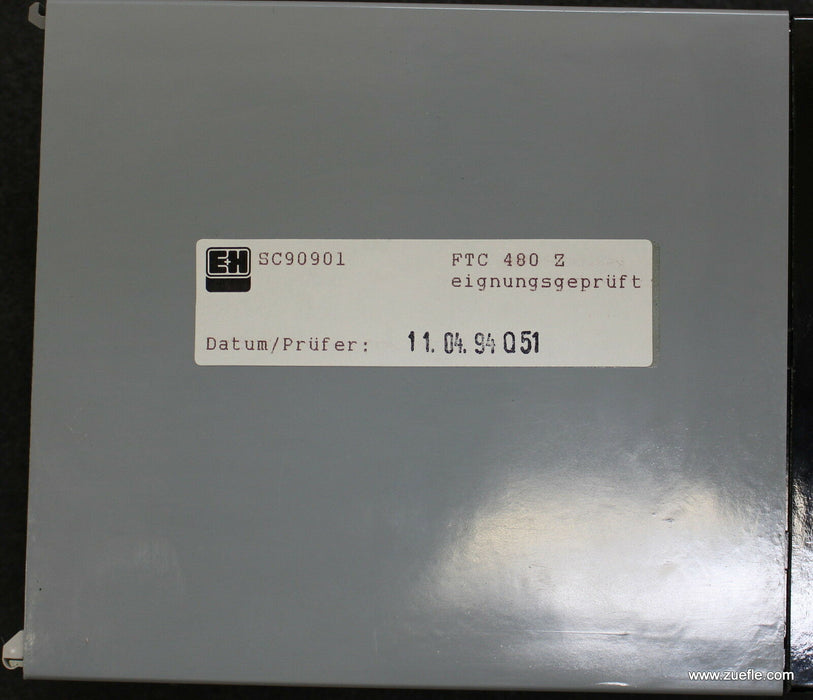 E+H SC90901 FTC 480 Z
eignungsgeprüft
Datum/Prüfer: 11.04.94 Q51
www.zuefle.com